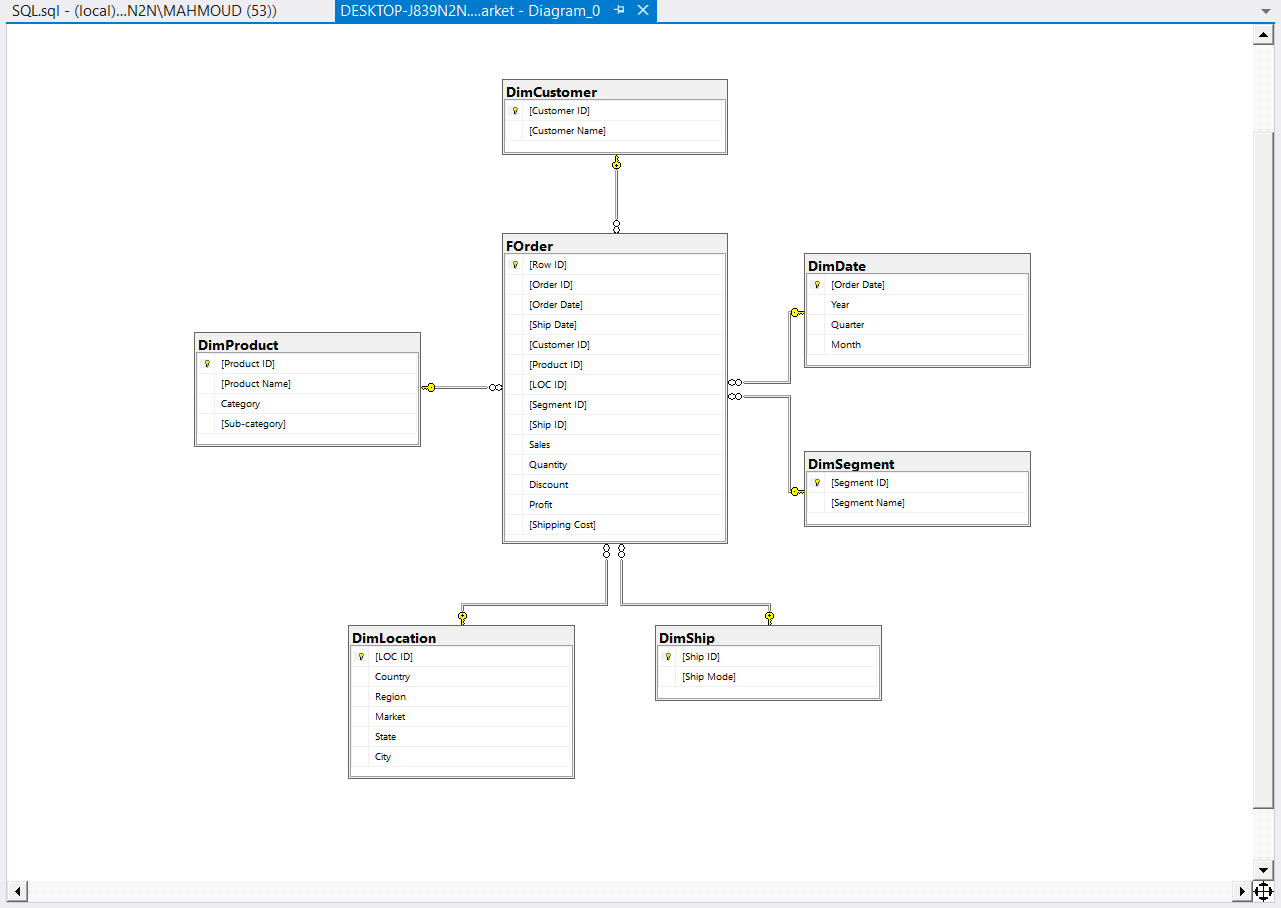 SQL.sql - (local)...N2N\MAHMOUD (53))
DESKTOP-J839N2N....arket - Diagram_0
DimCustomer
[Customer ID]
[Customer Name]
FOrder
[Row ID]
[Order ID]
[Order Date]
[Ship Date]
[Customer ID]
[Product ID]
[LOC ID]
[Segment ID]
[Ship ID]
Sales
Quantity
Discount
Profit
[Shipping Cost]
DimDate
[Order Date]
Year
Quarter
Month
DimProduct
[Product ID]
[Product Name]
Category
[Sub-category]
DimSegment
[Segment ID]
[Segment Name]
DimLocation
[LOC ID]
Country
Region
Market
State
City
DimShip
[Ship ID]
[Ship Mode]